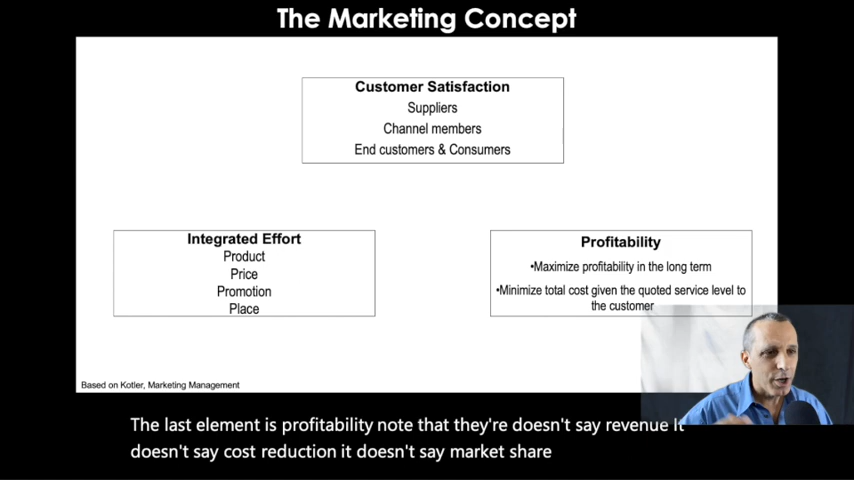 The Marketing Concept
Customer Satisfaction
Suppliers
Channel members
End customers & Consumers
Integrated Effort
Product
Price
Promotion
Place
Profitability
•Maximize profitability in the long term
•Minimize total cost given the quoted service level to
the customer
Based on Kotler, Marketing Management
The last element is profitability note that they're doesn't say revenue It
doesn't say cost reduction it doesn't say market share